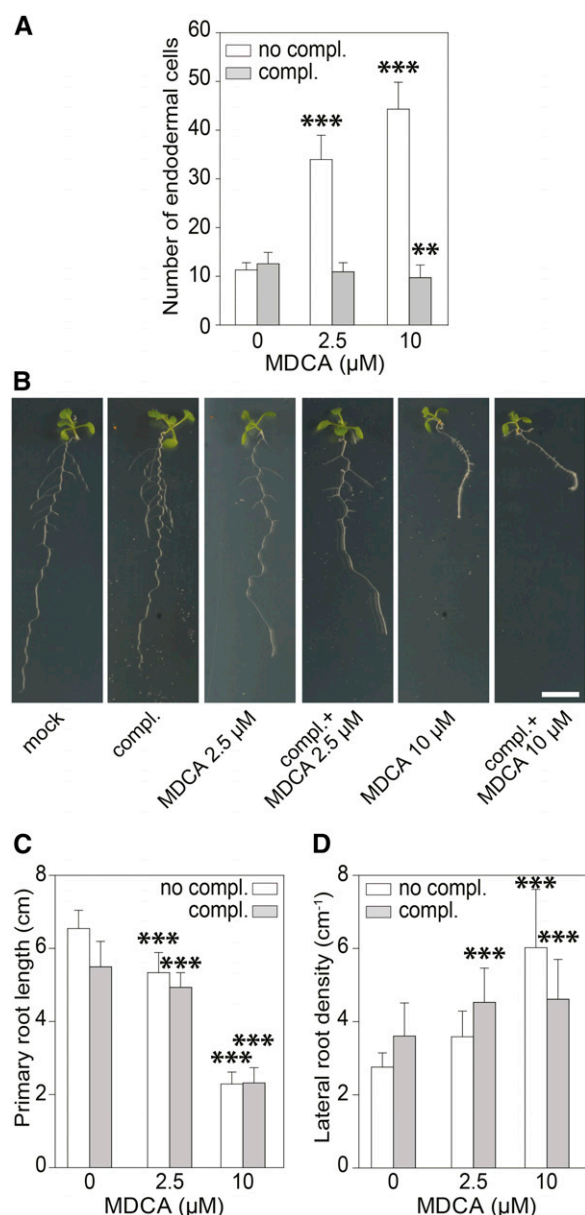 A
60
50
40
30
20
10
0
Number of endodermal cells
no compl.
compl.
***
***
**
0 2.5 10
MDCA (µM)
B
mock
compl.
MDCA 2.5 µM
compl.+
MDCA 2.5 µM
MDCA 10 µM
compl.+
MDCA 10 µM
C
8
6
4
2
0
Primary root length (cm)
no compl.
compl.
***
***
***
***
0 2.5 10
MDCA (µM)
D
8
6
4
2
0
Lateral root density (cm⁻¹)
no compl.
compl.
***
***
***
0 2.5 10
MDCA (µM)